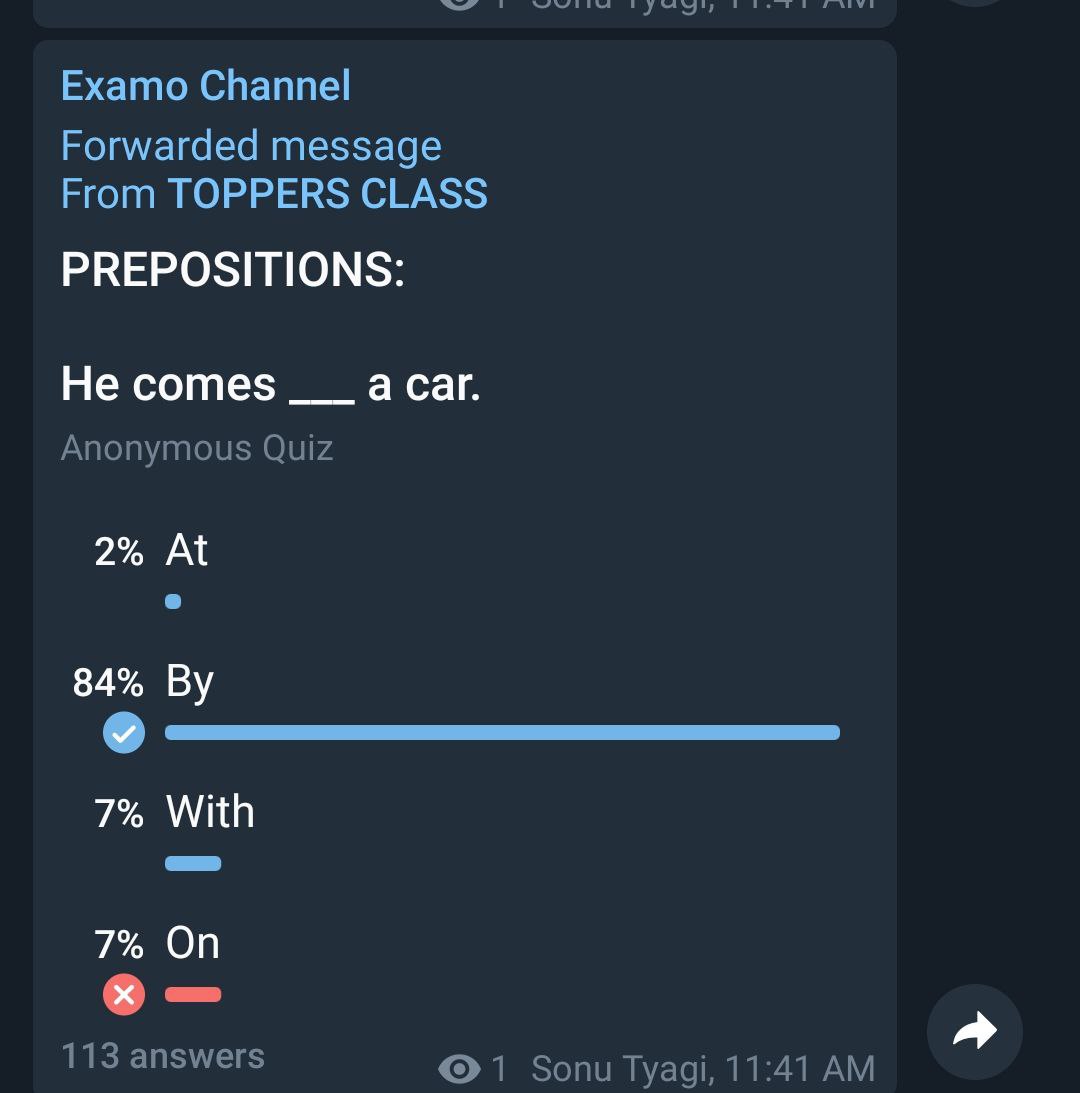 1 Sonu Tyagi, 11:41 AM
Examo Channel
Forwarded message
From TOPPERS CLASS
PREPOSITIONS:
He comes ___ a car.
Anonymous Quiz
2% At
84% By
7% With
7% On
113 answers
1 Sonu Tyagi, 11:41 AM